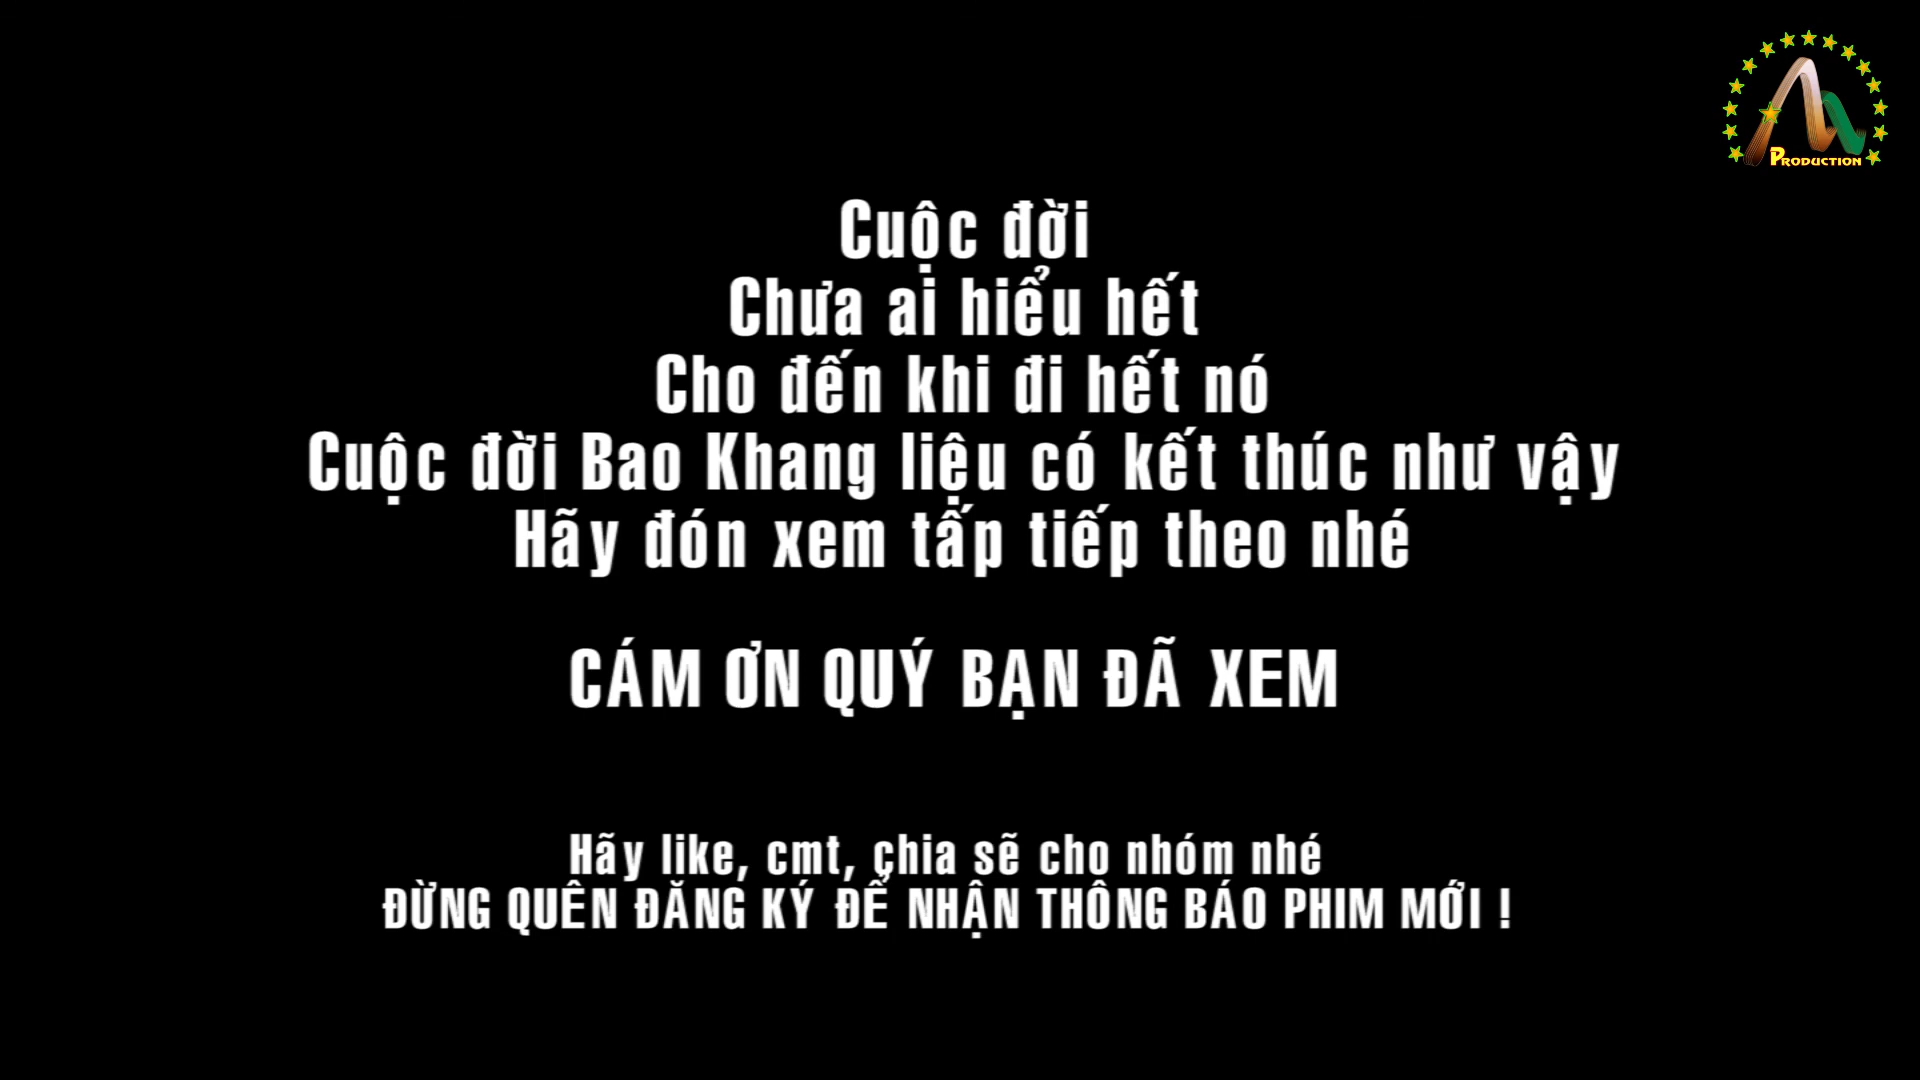 PRODUCTION
Cuộc đời
Chưa ai hiểu hết
Cho đến khi đi hết nó
Cuộc đời Bao Khang liệu có kết thúc như vậy
Hãy đón xem tấp tiếp theo nhé
CÁM ƠN QUÝ BẠN ĐÃ XEM
Hãy like, cmt, chia sẽ cho nhóm nhé
ĐỪNG QUÊN ĐĂNG KÝ ĐỂ NHẬN THÔNG BÁO PHIM MỚI !